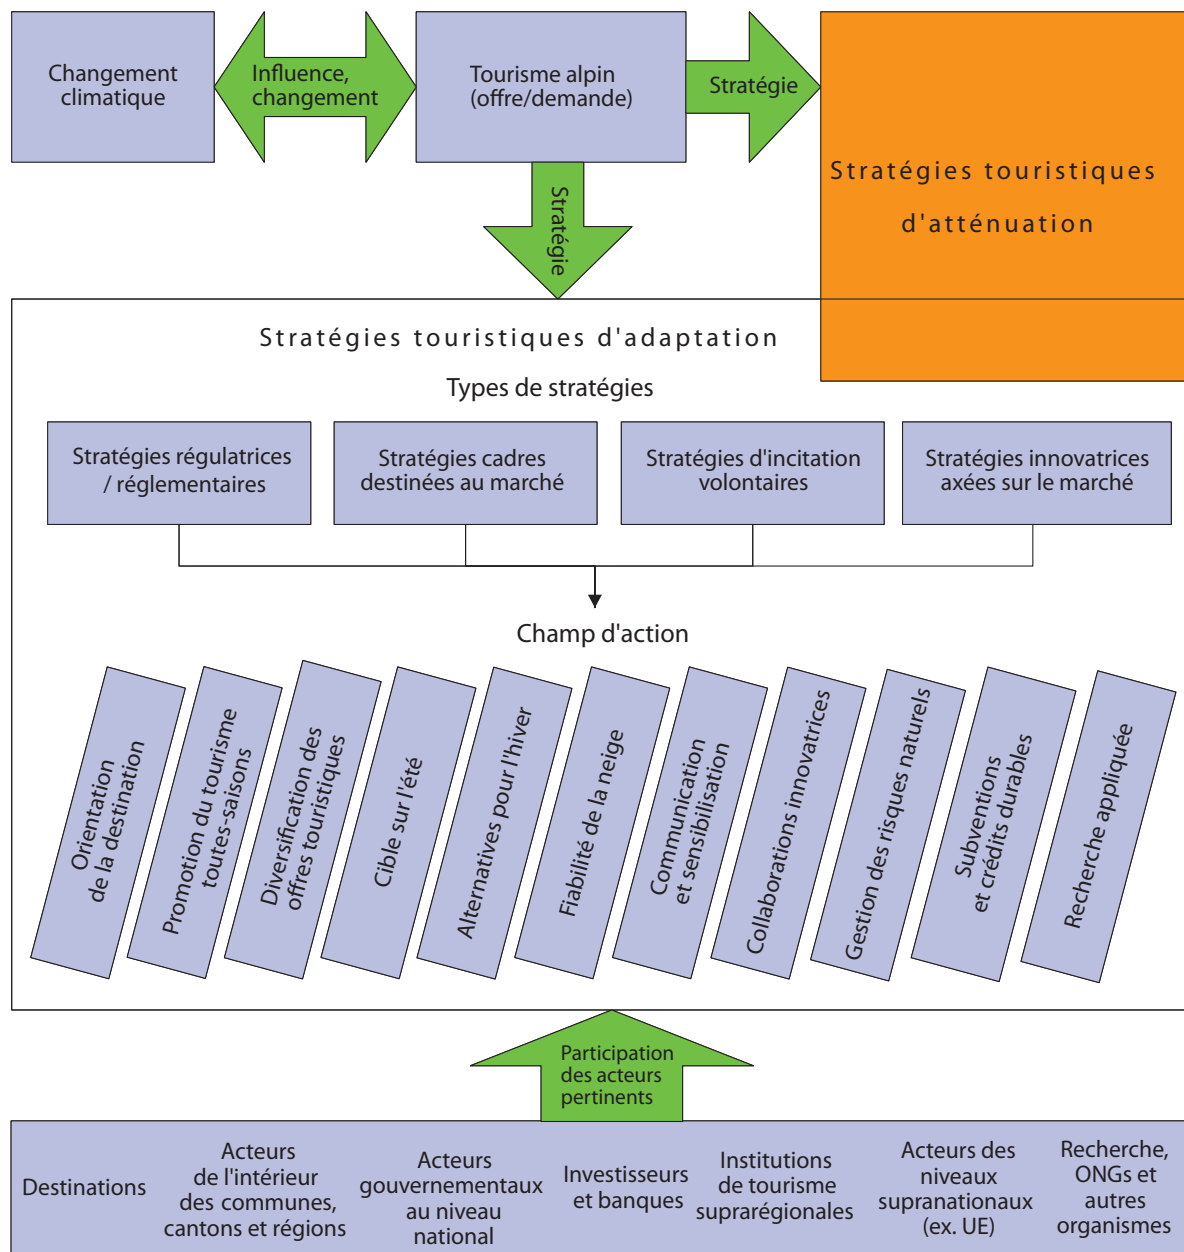 Changement
climatique
Influence,
changement
Tourisme alpin
(offre/demande)
Stratégie
Stratégies touristiques
d'atténuation
Stratégie
Stratégies touristiques d'adaptation
Types de stratégies
Stratégies régulatrices
/ réglementaires
Stratégies cadres
destinées au marché
Stratégies d'incitation
volontaires
Stratégies innovatrices
axées sur le marché
Champ d'action
Orientation
de la destination
Promotion du tourisme
toutes-saisons
Diversification des
offres touristiques
Cible sur l'été
Alternatives pour l'hiver
Fiabilité de la neige
Communication
et sensibilisation
Collaborations innovatrices
Gestion des risques naturels
Subventions
et crédits durables
Recherche appliquée
Participation
des acteurs
pertinents
Destinations
Acteurs
de l'intérieur
des communes,
cantons et régions
Acteurs
gouvernementaux
au niveau
national
Investisseurs
et banques
Institutions
de tourisme
suprarégionales
Acteurs des
niveaux
supranationaux
(ex. UE)
Recherche,
ONGs et
autres
organismes